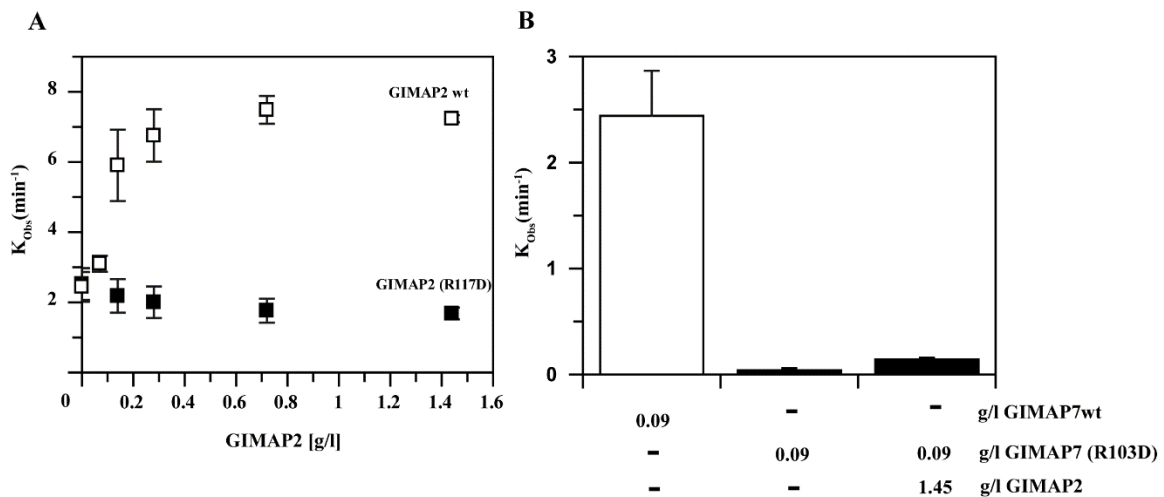 A
K_Obs(min⁻¹)
8
6
4
2
0 0.2 0.4 0.6 0.8 1 1.2 1.4 1.6
GIMAP2 [g/l]
GIMAP2 wt
GIMAP2 (R117D)
B
K_Obs(min⁻¹)
3
2
1
0
0.09 - - g/l GIMAP7wt
- 0.09 0.09 g/l GIMAP7 (R103D)
- - 1.45 g/l GIMAP2